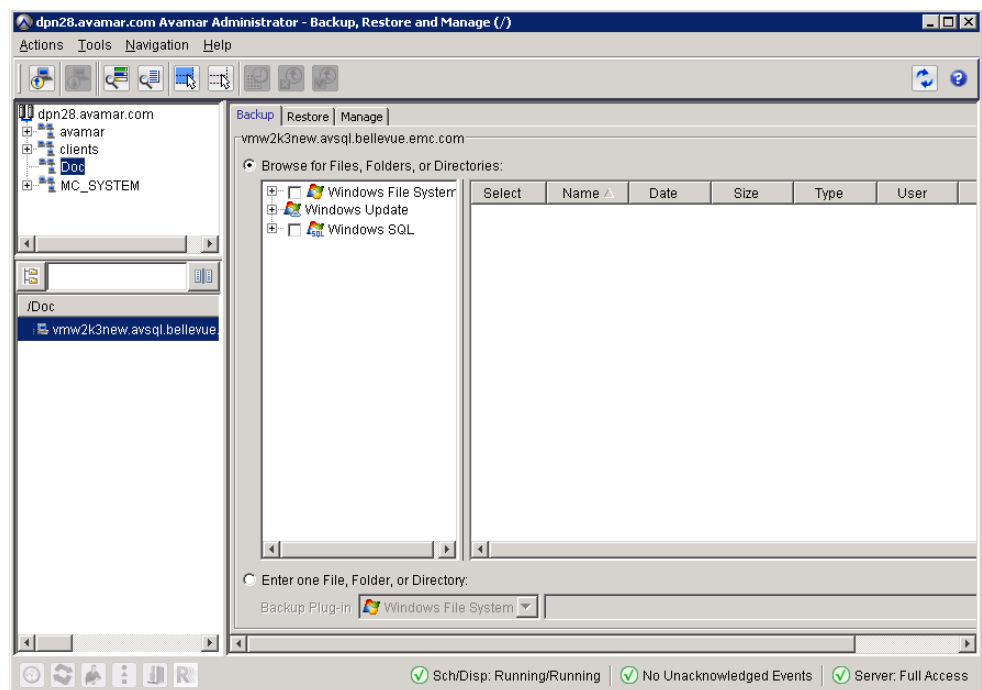 dpn28.avamar.com Avamar Administrator - Backup, Restore and Manage (/)
Actions Tools Navigation Help
dpn28.avamar.com
avamar
clients
Doc
MC_SYSTEM
/Doc
vmw2k3new.avsql.bellevue.
Backup Restore Manage
vmw2k3new.avsql.bellevue.emc.com
Browse for Files, Folders, or Directories:
Windows File System
Windows Update
Windows SQL
Select Name Date Size Type User
Enter one File, Folder, or Directory:
Backup Plug-in Windows File System
Sch/Disp: Running/Running No Unacknowledged Events Server: Full Access